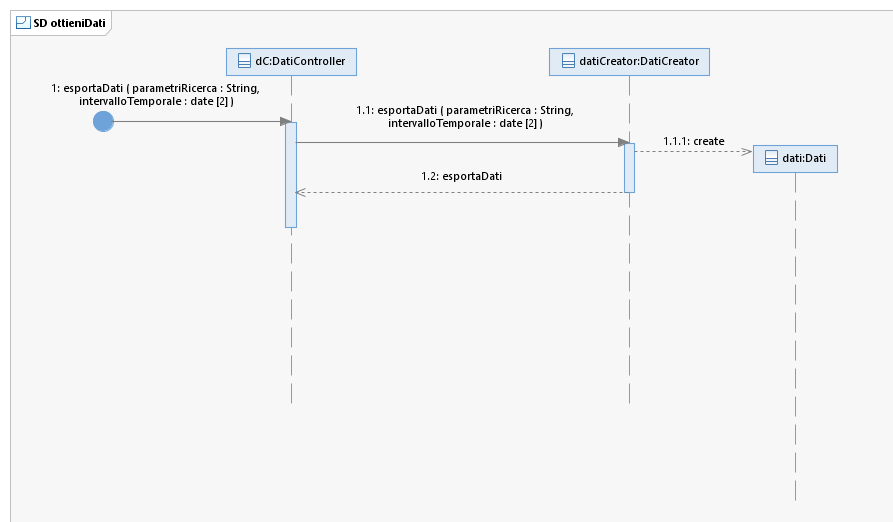 SD ottieniDati
dC:DatiController
datiCreator:DatiCreator
1: esportaDati ( parametriRicerca : String,
intervalloTemporale : date [2] )
1.1: esportaDati ( parametriRicerca : String,
intervalloTemporale : date [2] )
1.1.1: create
dati:Dati
1.2: esportaDati